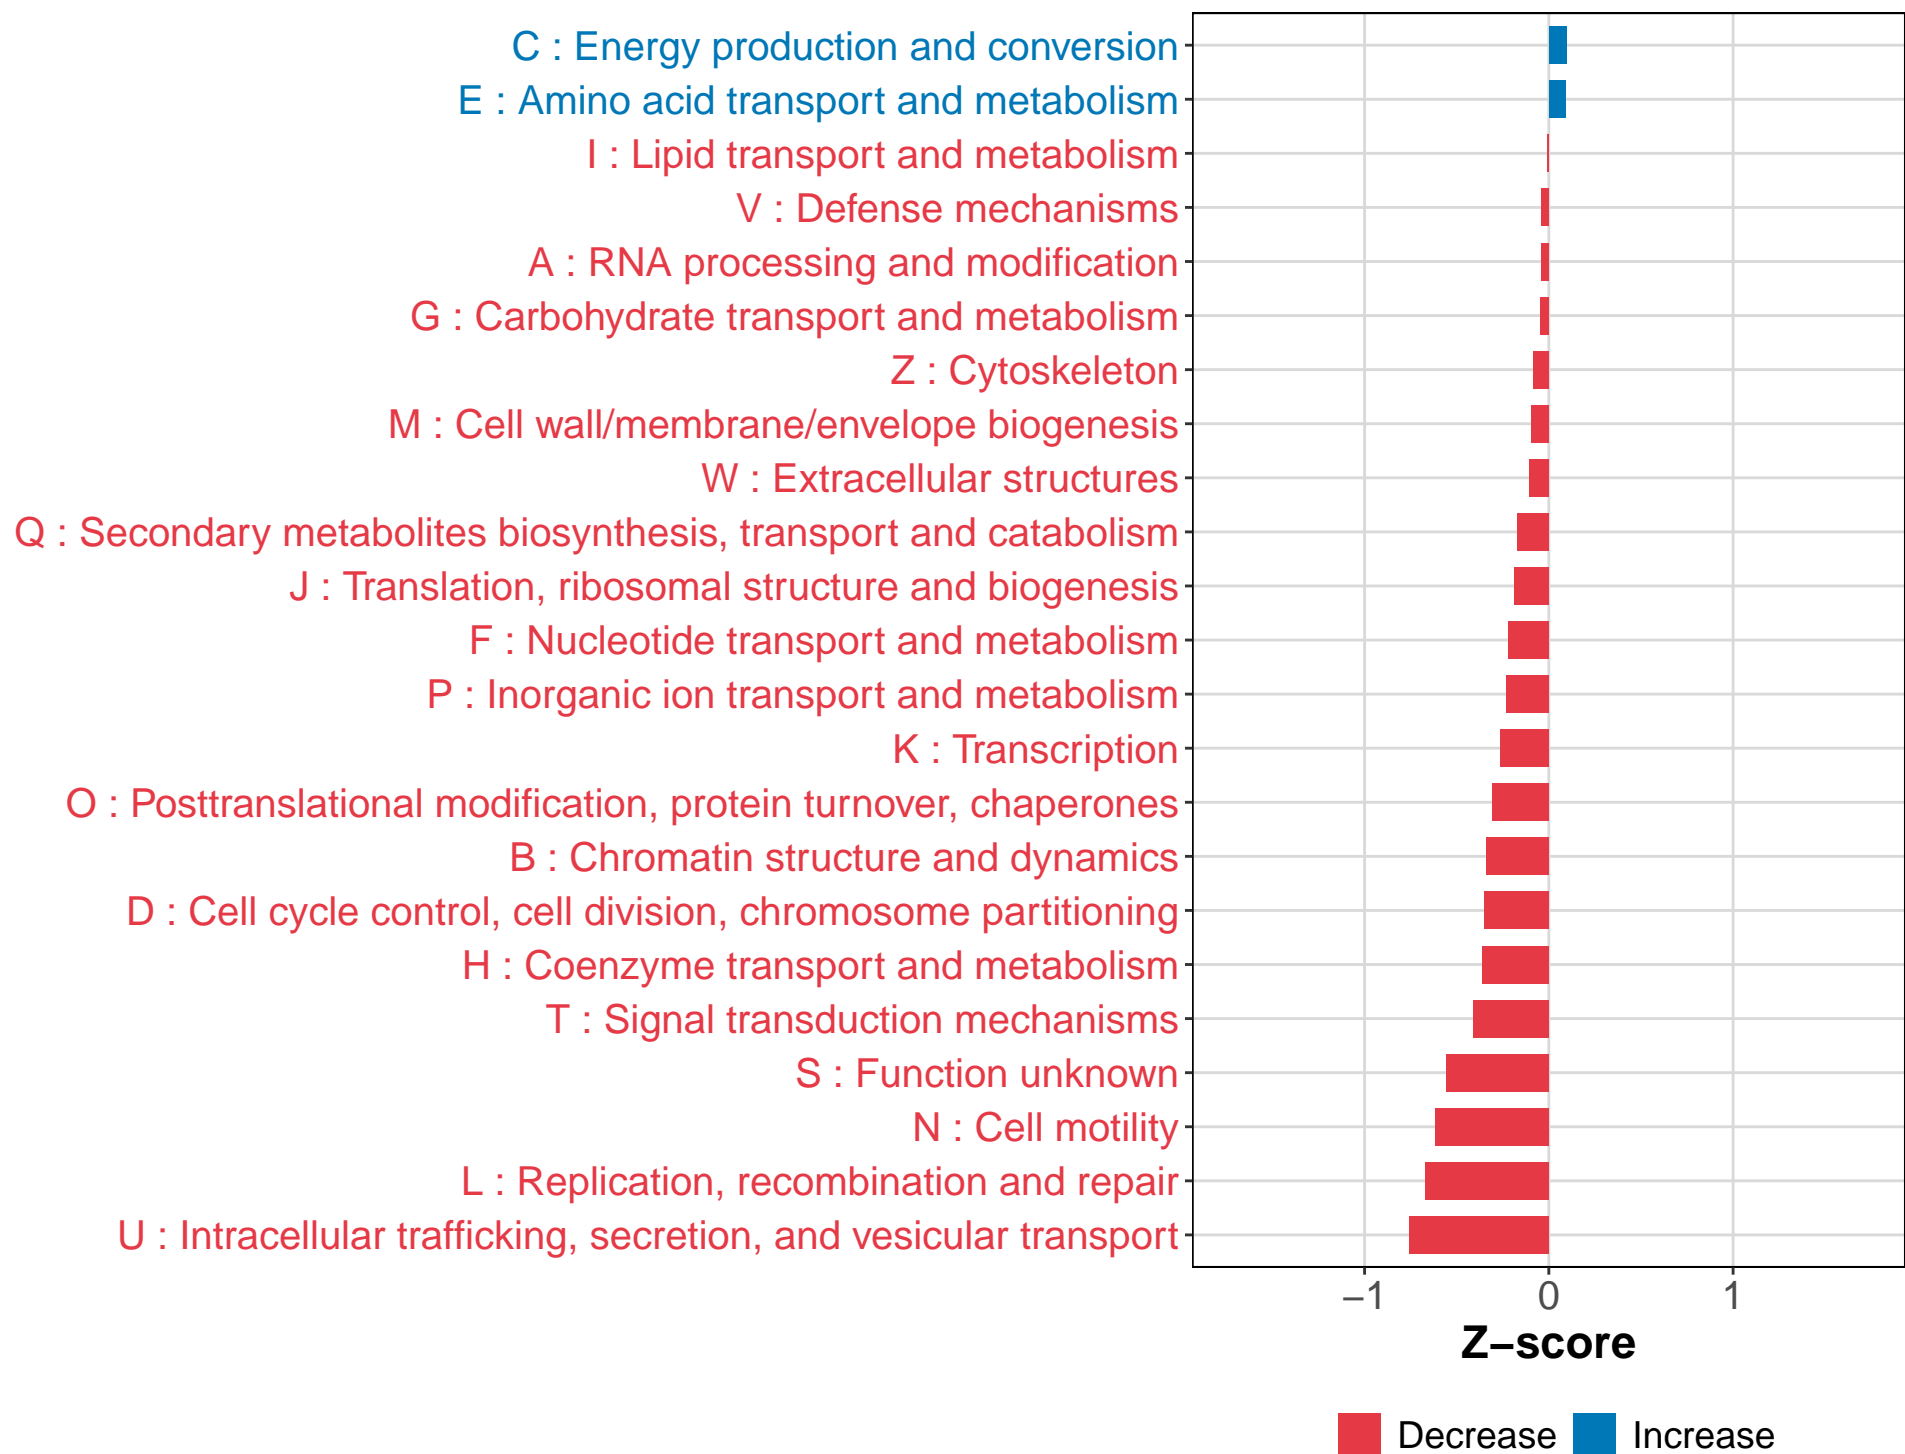 C : Energy production and conversion
E : Amino acid transport and metabolism
I : Lipid transport and metabolism
V : Defense mechanisms
A : RNA processing and modification
G : Carbohydrate transport and metabolism
Z : Cytoskeleton
M : Cell wall/membrane/envelope biogenesis
W : Extracellular structures
Q : Secondary metabolites biosynthesis, transport and catabolism
J : Translation, ribosomal structure and biogenesis
F : Nucleotide transport and metabolism
P : Inorganic ion transport and metabolism
K : Transcription
O : Posttranslational modification, protein turnover, chaperones
B : Chromatin structure and dynamics
D : Cell cycle control, cell division, chromosome partitioning
H : Coenzyme transport and metabolism
T : Signal transduction mechanisms
S : Function unknown
N : Cell motility
L : Replication, recombination and repair
U : Intracellular trafficking, secretion, and vesicular transport
−1 0 1
Z−score
Decrease Increase